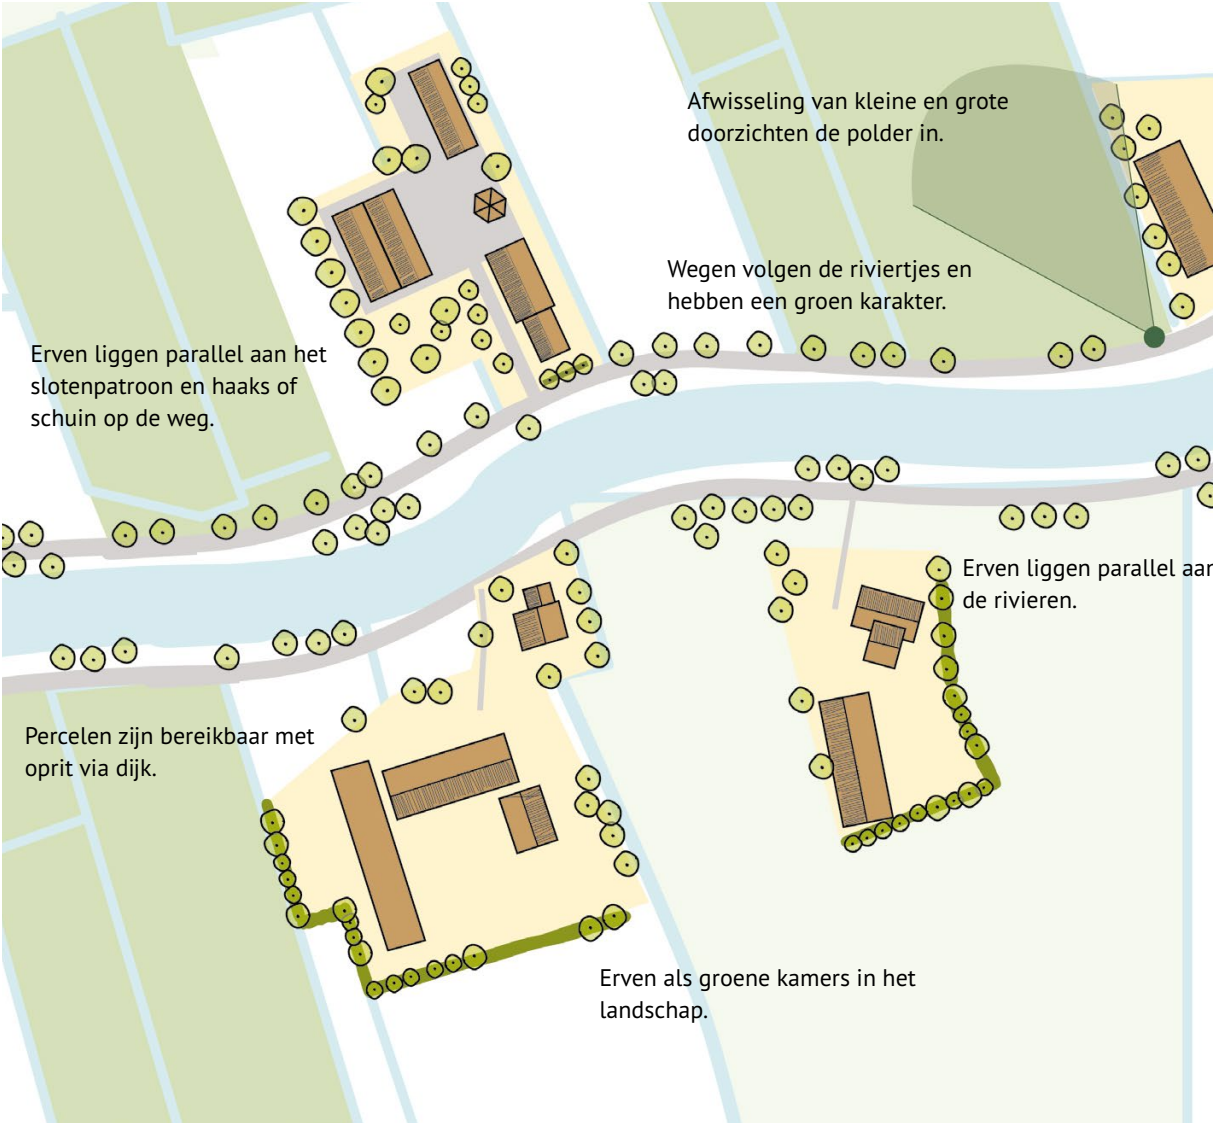 Afwisseling van kleine en grote
doorzichten de polder in.
Wegen volgen de riviertjes en
hebben een groen karakter.
Erven liggen parallel aan het
slotenpatroon en haaks of
schuin op de weg.
Erven liggen parallel aan
de rivieren.
Percelen zijn bereikbaar met
oprit via dijk.
Erven als groene kamers in het
landschap.